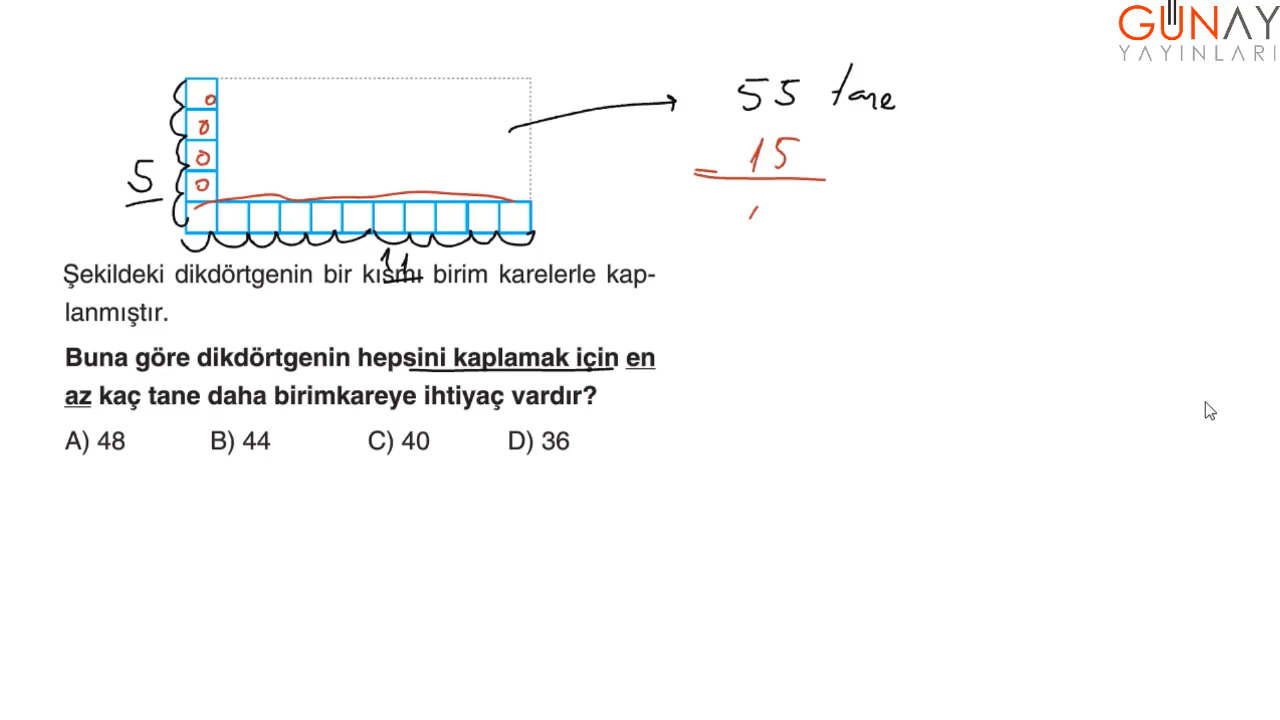 GÜNAY
YAYINLARI
55 tane
- 15
5
11
Şekildeki dikdörtgenin bir kısmı birim karelerle kap-
lanmıştır.
Buna göre dikdörtgenin hepsini kaplamak için en
az kaç tane daha birimkareye ihtiyaç vardır?
A) 48 B) 44 C) 40 D) 36